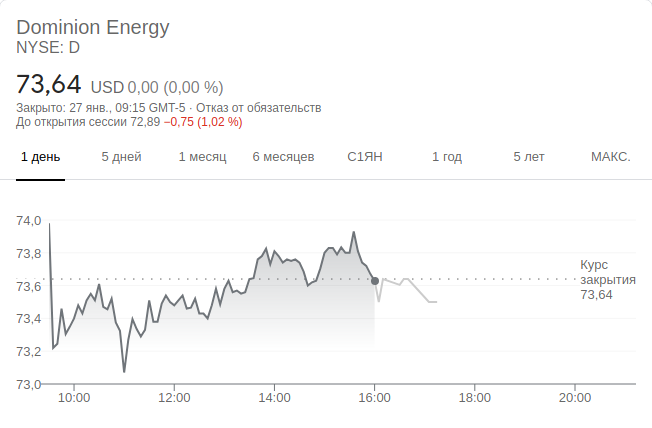 Dominion Energy
NYSE: D
73,64 USD 0,00 (0,00 %)
Закрыто: 27 янв., 09:15 GMT-5 · Отказ от обязательств
До открытия сессии 72,89 −0,75 (1,02 %)
1 день 5 дней 1 месяц 6 месяцев С1ЯН 1 год 5 лет МАКС.
74,0
73,8
Курс
закрытия
73,64
73,6
73,4
73,2
73,0
10:00 12:00 14:00 16:00 18:00 20:00